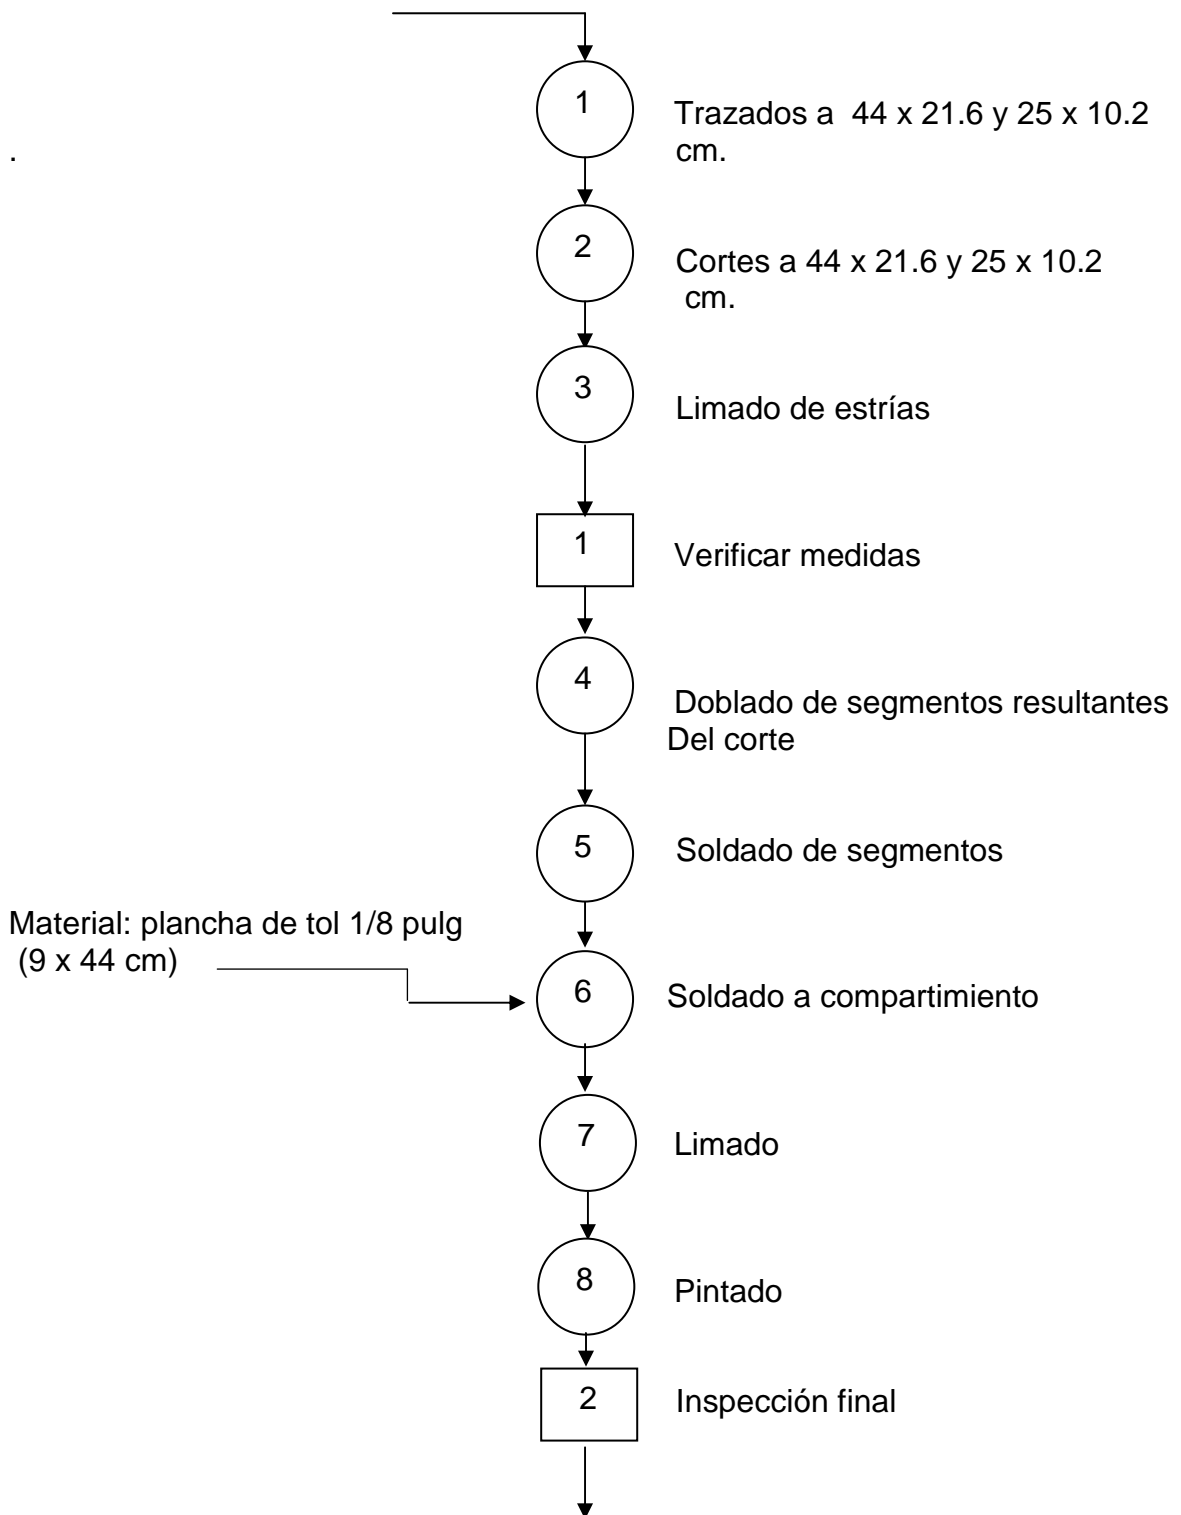 1
Trazados a 44 x 21.6 y 25 x 10.2
cm.
.
2
Cortes a 44 x 21.6 y 25 x 10.2
cm.
3
Limado de estrías
1
Verificar medidas
4
Doblado de segmentos resultantes
Del corte
5
Soldado de segmentos
Material: plancha de tol 1/8 pulg
(9 x 44 cm)
6
Soldado a compartimiento
7
Limado
8
Pintado
2
Inspección final